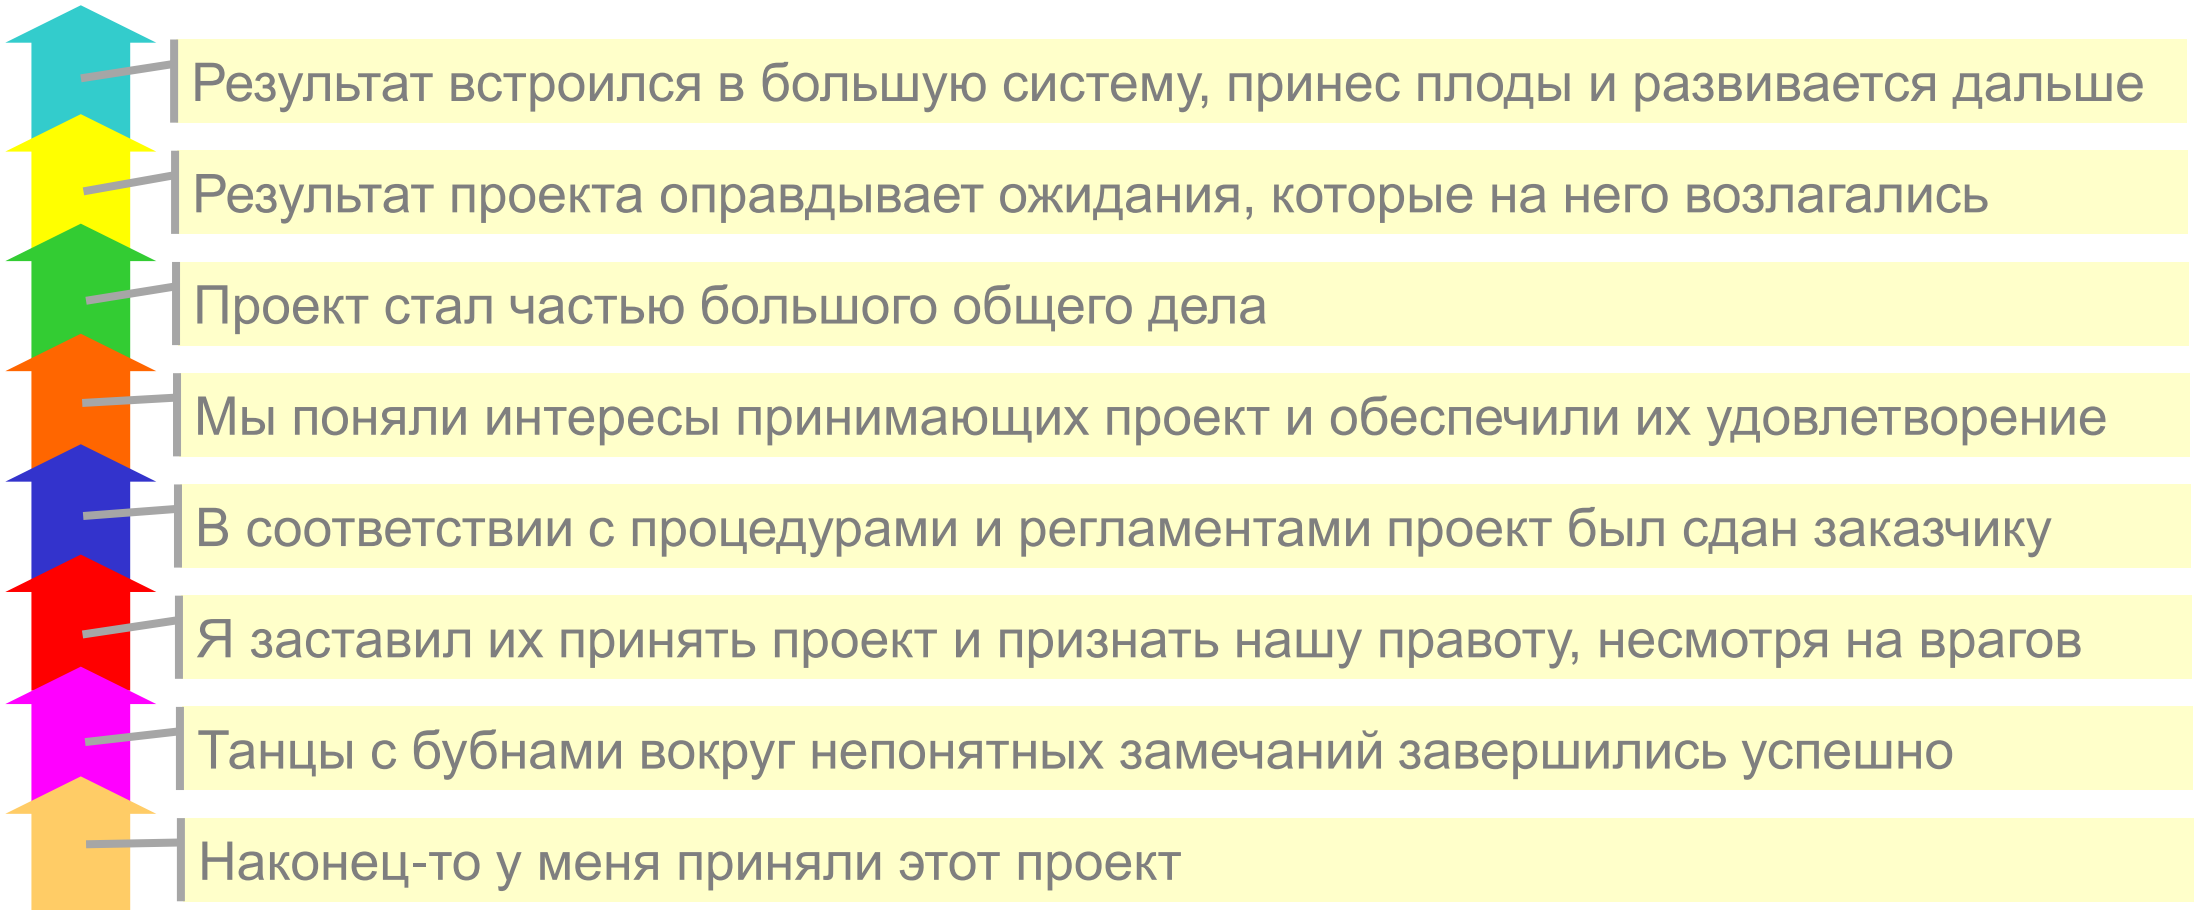 Результат встроился в большую систему, принес плоды и развивается дальше
Результат проекта оправдывает ожидания, которые на него возлагались
Проект стал частью большого общего дела
Мы поняли интересы принимающих проект и обеспечили их удовлетворение
В соответствии с процедурами и регламентами проект был сдан заказчику
Я заставил их принять проект и признать нашу правоту, несмотря на врагов
Танцы с бубнами вокруг непонятных замечаний завершились успешно
Наконец-то у меня приняли этот проект